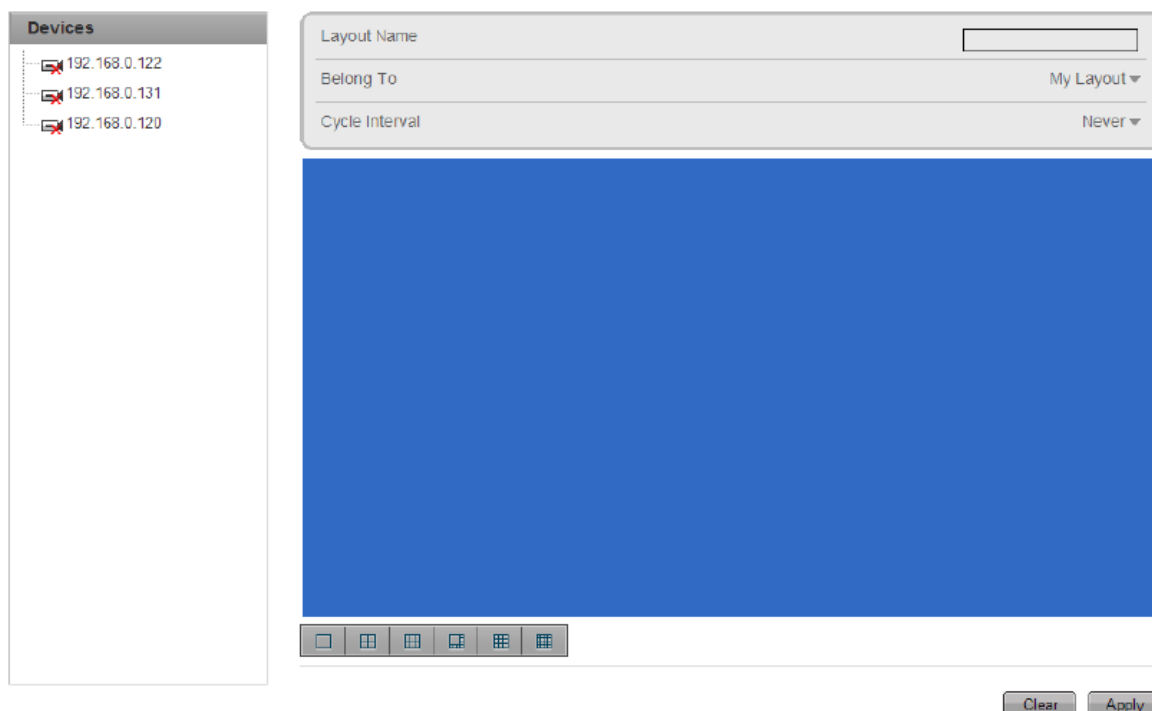 Devices
192.168.0.122
192.168.0.131
192.168.0.120
Layout Name
Belong To
My Layout
Cycle Interval
Never
Clear
Apply